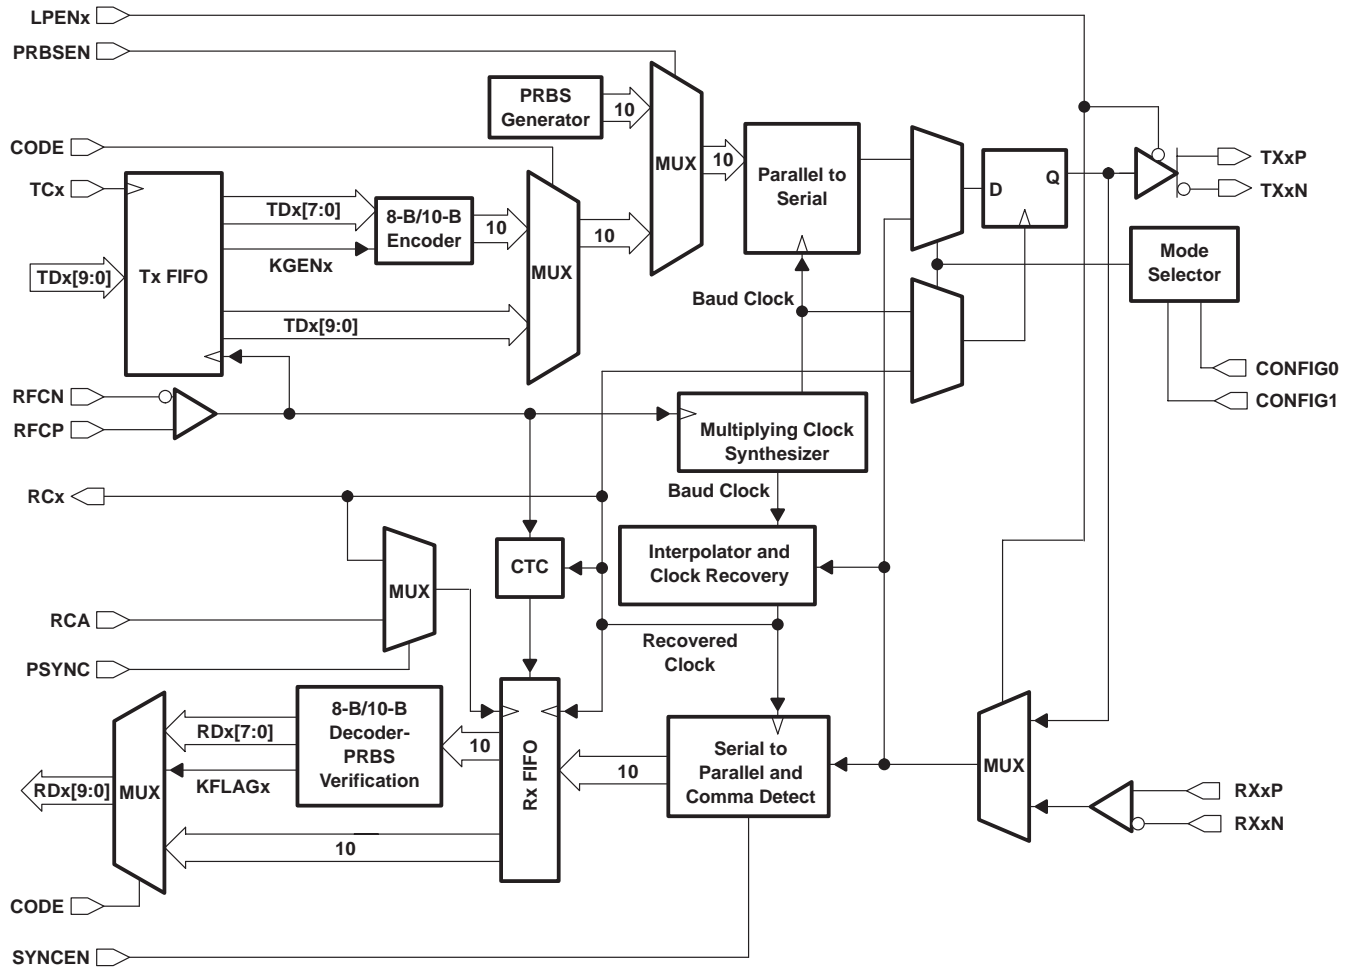 LPENx
PRBSEN
PRBS
Generator
10
CODE
MUX
10
TXxP
TCx
Parallel to
Serial
D
Q
TXxN
TDx[7:0]
8-B/10-B
Encoder
10
10
Mode
Selector
KGENx
MUX
TDx[9:0]
Tx FIFO
Baud Clock
TDx[9:0]
CONFIG0
RFCN
CONFIG1
RFCP
Multiplying Clock
Synthesizer
RCx
Baud Clock
Interpolator and
Clock Recovery
CTC
MUX
RCA
Recovered
Clock
PSYNC
8-B/10-B
Decoder-
PRBS
Verification
RDx[7:0]
10
Rx FIFO
Serial to
Parallel and
Comma Detect
10
MUX
KFLAGx
RDx[9:0]
MUX
RXxP
RXxN
10
CODE
SYNCEN